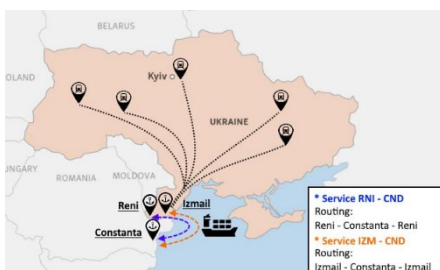 BELARUS
OLAND
Kyiv
UKRAINE
UNGARY
MOLDOVA
ROMANIA
Reni
Izmail
Constanta
* Service RNI - CND
Routing:
Reni - Constanta - Reni
* Service IZM - CND
Routing:
Izmail - Constanta - Izmail